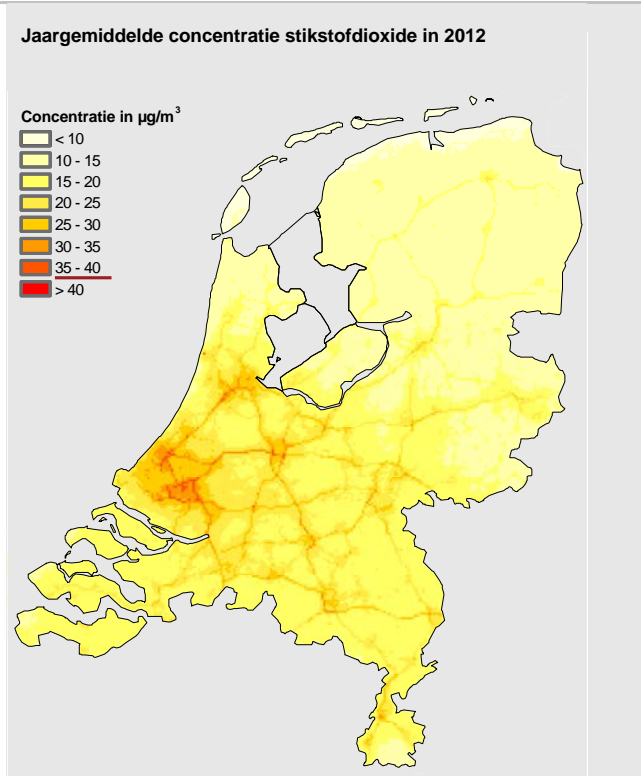 Jaargemiddelde concentratie stikstofdioxide in 2012
Concentratie in µg/m³
< 10
10 - 15
15 - 20
20 - 25
25 - 30
30 - 35
35 - 40
> 40